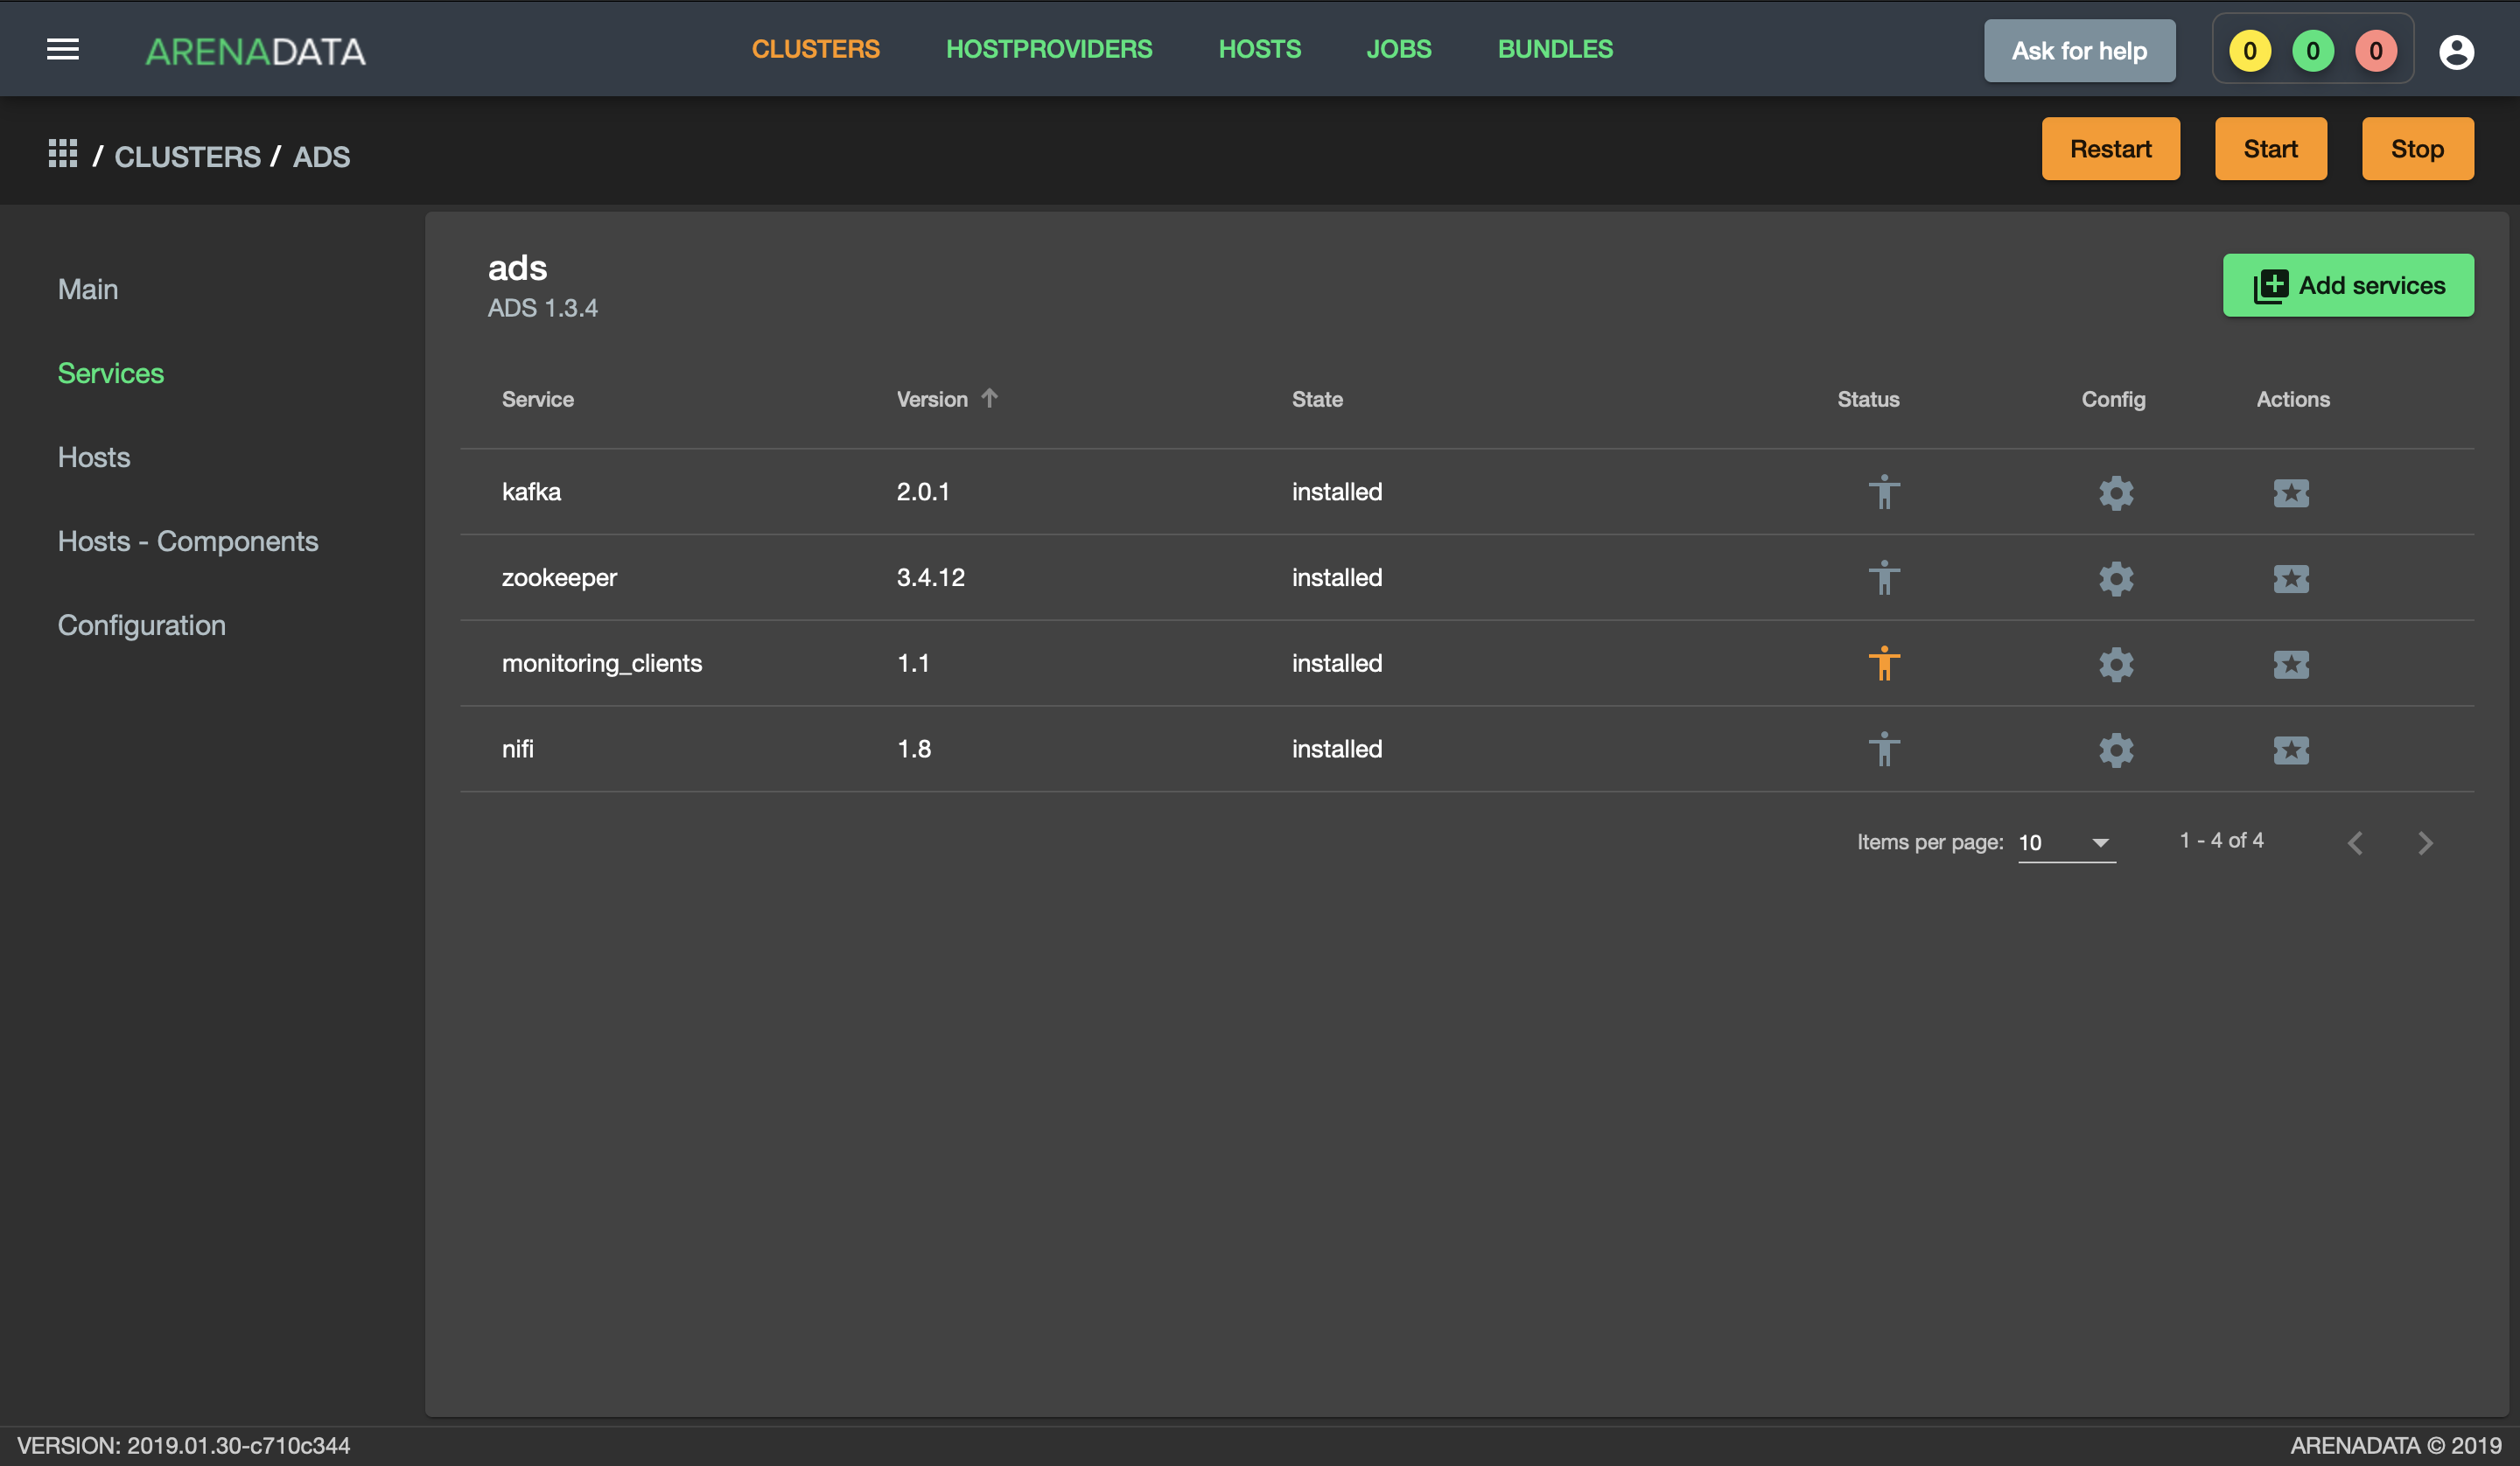 ARENADATA CLUSTERS HOSTPROVIDERS HOSTS JOBS BUNDLES Ask for help 0 0 0
/ CLUSTERS / ADS Restart Start Stop
Main
Services
Hosts
Hosts - Components
Configuration
ads
ADS 1.3.4
Add services
Service Version State Status Config Actions
kafka 2.0.1 installed
zookeeper 3.4.12 installed
monitoring_clients 1.1 installed
nifi 1.8 installed
Items per page: 10 1 - 4 of 4
VERSION: 2019.01.30-c710c344 ARENADATA © 2019